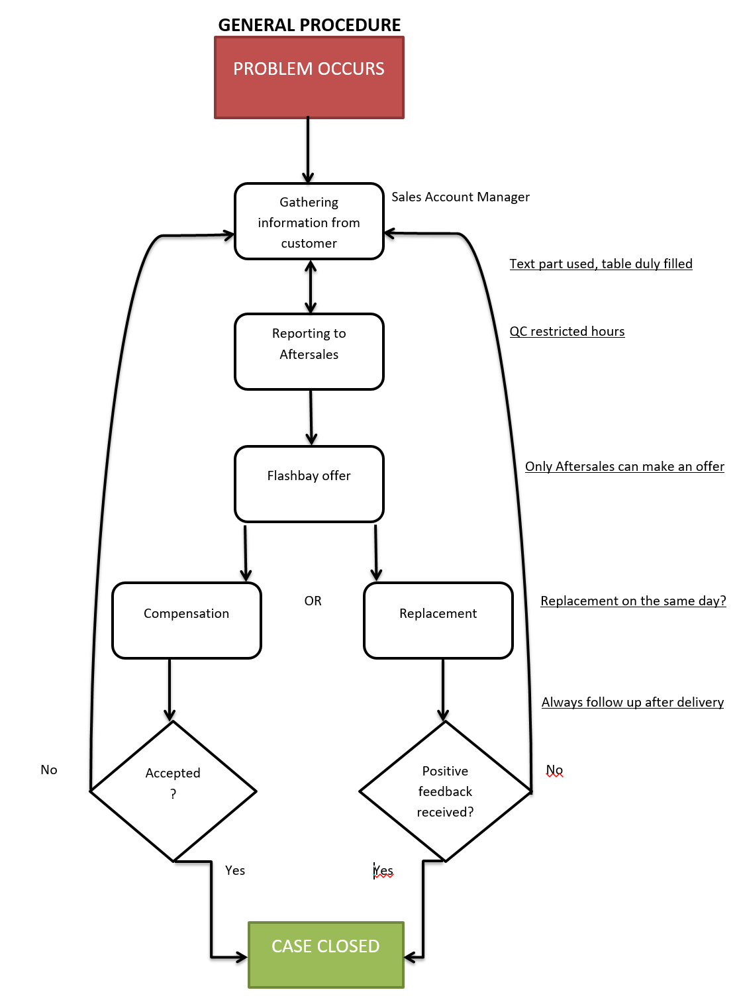 GENERAL PROCEDURE
PROBLEM OCCURS
Gathering
information from
customer
Sales Account Manager
Text part used, table duly filled
Reporting to
Aftersales
QC restricted hours
Flashbay offer
Only Aftersales can make an offer
Compensation
OR
Replacement
Replacement on the same day?
Always follow up after delivery
No
Accepted
?
Positive
feedback
received?
No
Yes
Yes
CASE CLOSED